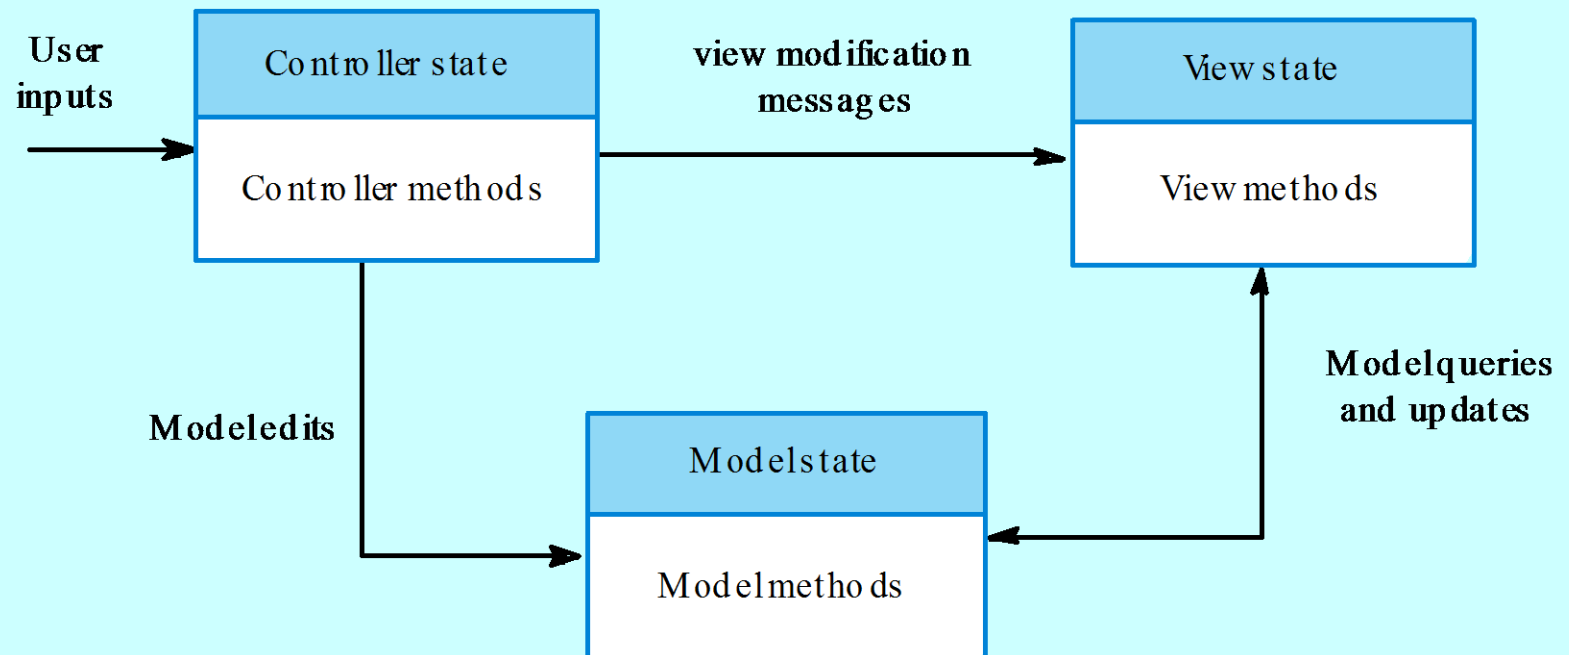 User
inputs
Controller state
Controller methods
view modification
messages
View state
View methods
Model edits
Model state
Model methods
Model queries
and updates